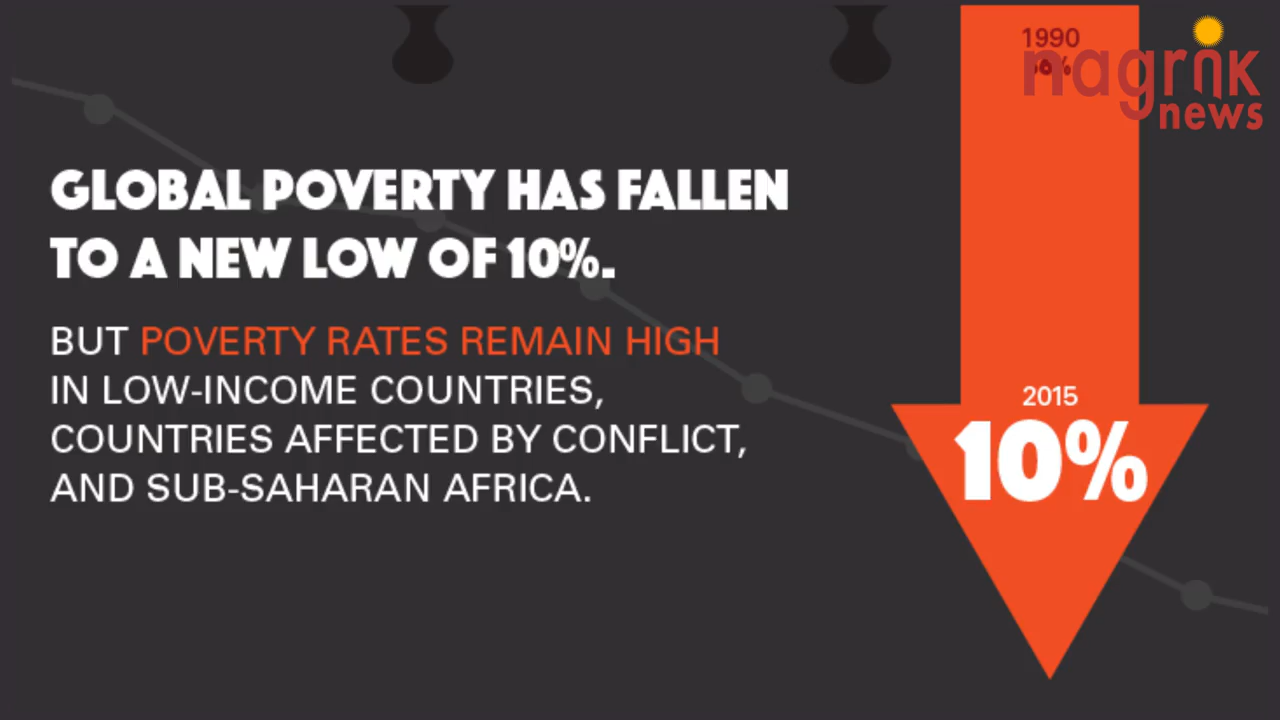 GLOBAL POVERTY HAS FALLEN
TO A NEW LOW OF 10%.
BUT POVERTY RATES REMAIN HIGH
IN LOW-INCOME COUNTRIES,
COUNTRIES AFFECTED BY CONFLICT,
AND SUB-SAHARAN AFRICA.
1990
nagrik
news
2015
10%